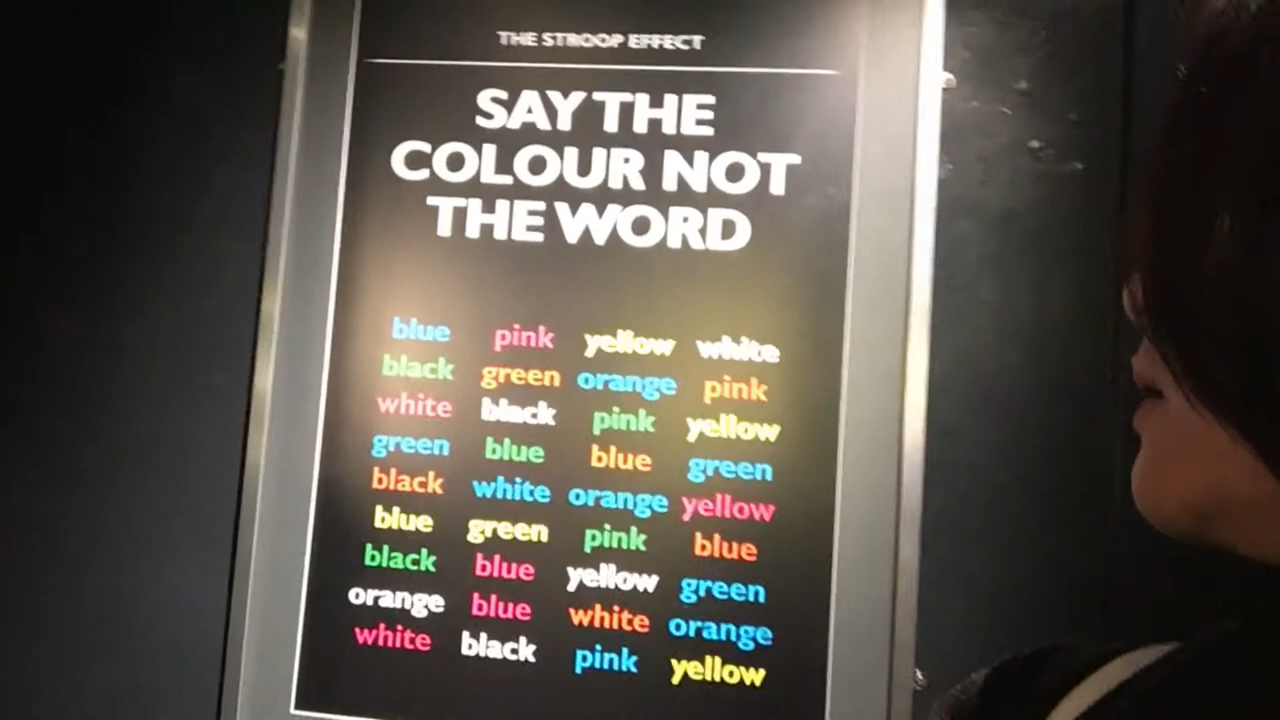 THE STROOP EFFECT
SAY THE
COLOUR NOT
THE WORD
blue pink yellow white
black green orange pink
white black pink yellow
green blue blue green
black white orange yellow
blue green pink blue
black blue yellow green
orange blue white orange
white black pink yellow